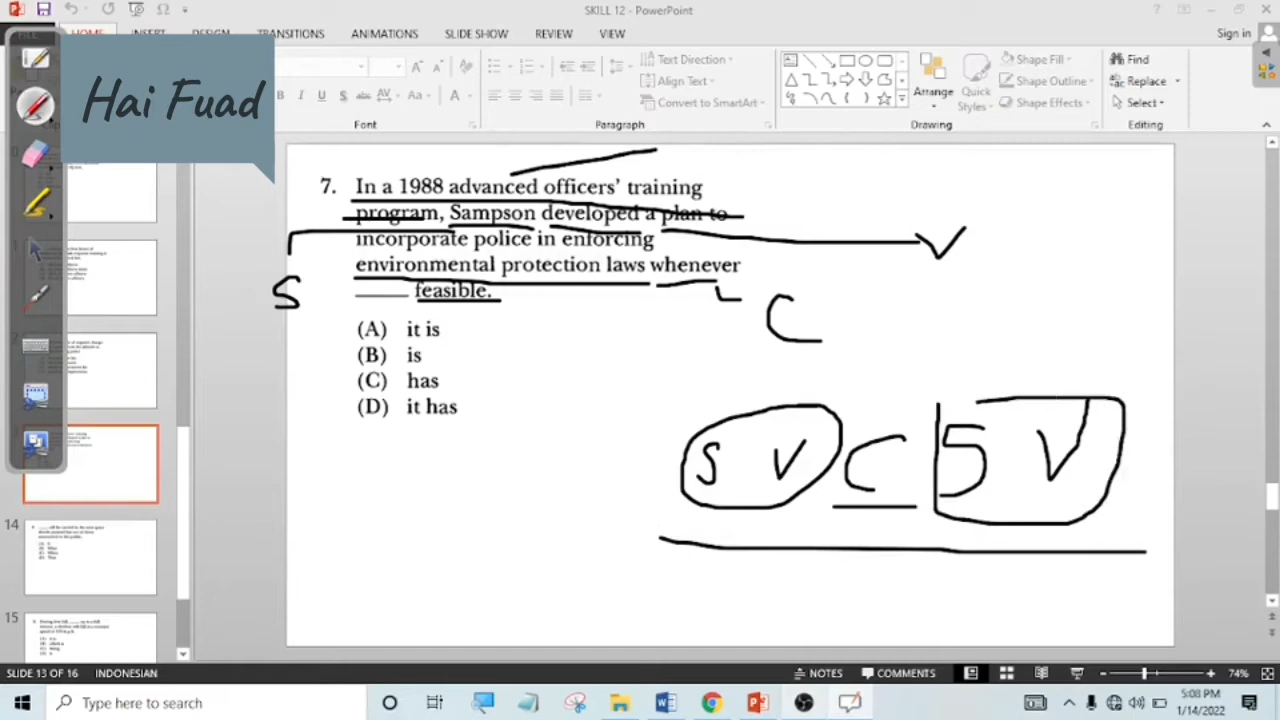 SKILL 12 - PowerPoint
Sign in
FILE
HOME INSERT DESIGN TRANSITIONS ANIMATIONS SLIDE SHOW REVIEW VIEW
Hai Fuad
B I U S abc AV Aa A
Text Direction
Align Text
Convert to SmartArt
Arrange
Quick Styles
Shape Fill
Shape Outline
Shape Effects
Find
Replace
Select
Font Paragraph Drawing Editing
7. In a 1988 advanced officers' training
program, Sampson developed a plan to
incorporate police in enforcing
environmental protection laws whenever
_____ feasible.
(A) it is
(B) is
(C) has
(D) it has
S
V
C
S V C S V
14
15
SLIDE 13 OF 16 INDONESIAN
NOTES COMMENTS 74%
Type here to search
5:08 PM
1/14/2022